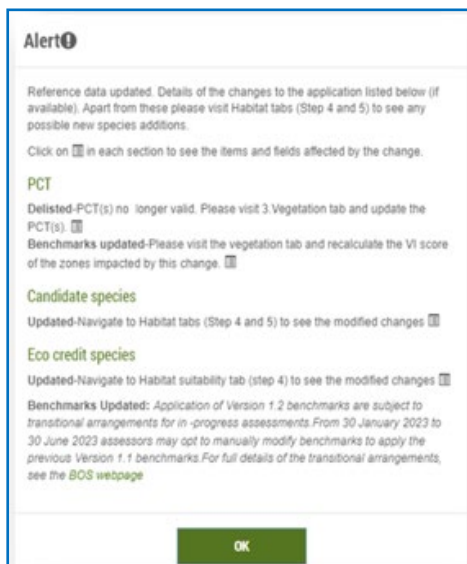 Alert
Reference data updated. Details of the changes to the application listed below (if
available). Apart from these please visit Habitat tabs (Step 4 and 5) to see any
possible new species additions.
Click on in each section to see the items and fields affected by the change.
PCT
Delisted-PCT(s) no longer valid. Please visit 3.Vegetation tab and update the
PCT(s).
Benchmarks updated-Please visit the vegetation tab and recalculate the VI score
of the zones impacted by this change.
Candidate species
Updated-Navigate to Habitat tabs (Step 4 and 5) to see the modified changes
Eco credit species
Updated-Navigate to Habitat suitability tab (step 4) to see the modified changes
Benchmarks Updated: Application of Version 1.2 benchmarks are subject to
transitional arrangements for in -progress assessments.From 30 January 2023 to
30 June 2023 assessors may opt to manually modify benchmarks to apply the
previous Version 1.1 benchmarks.For full details of the transitional arrangements,
see the BOS webpage
OK